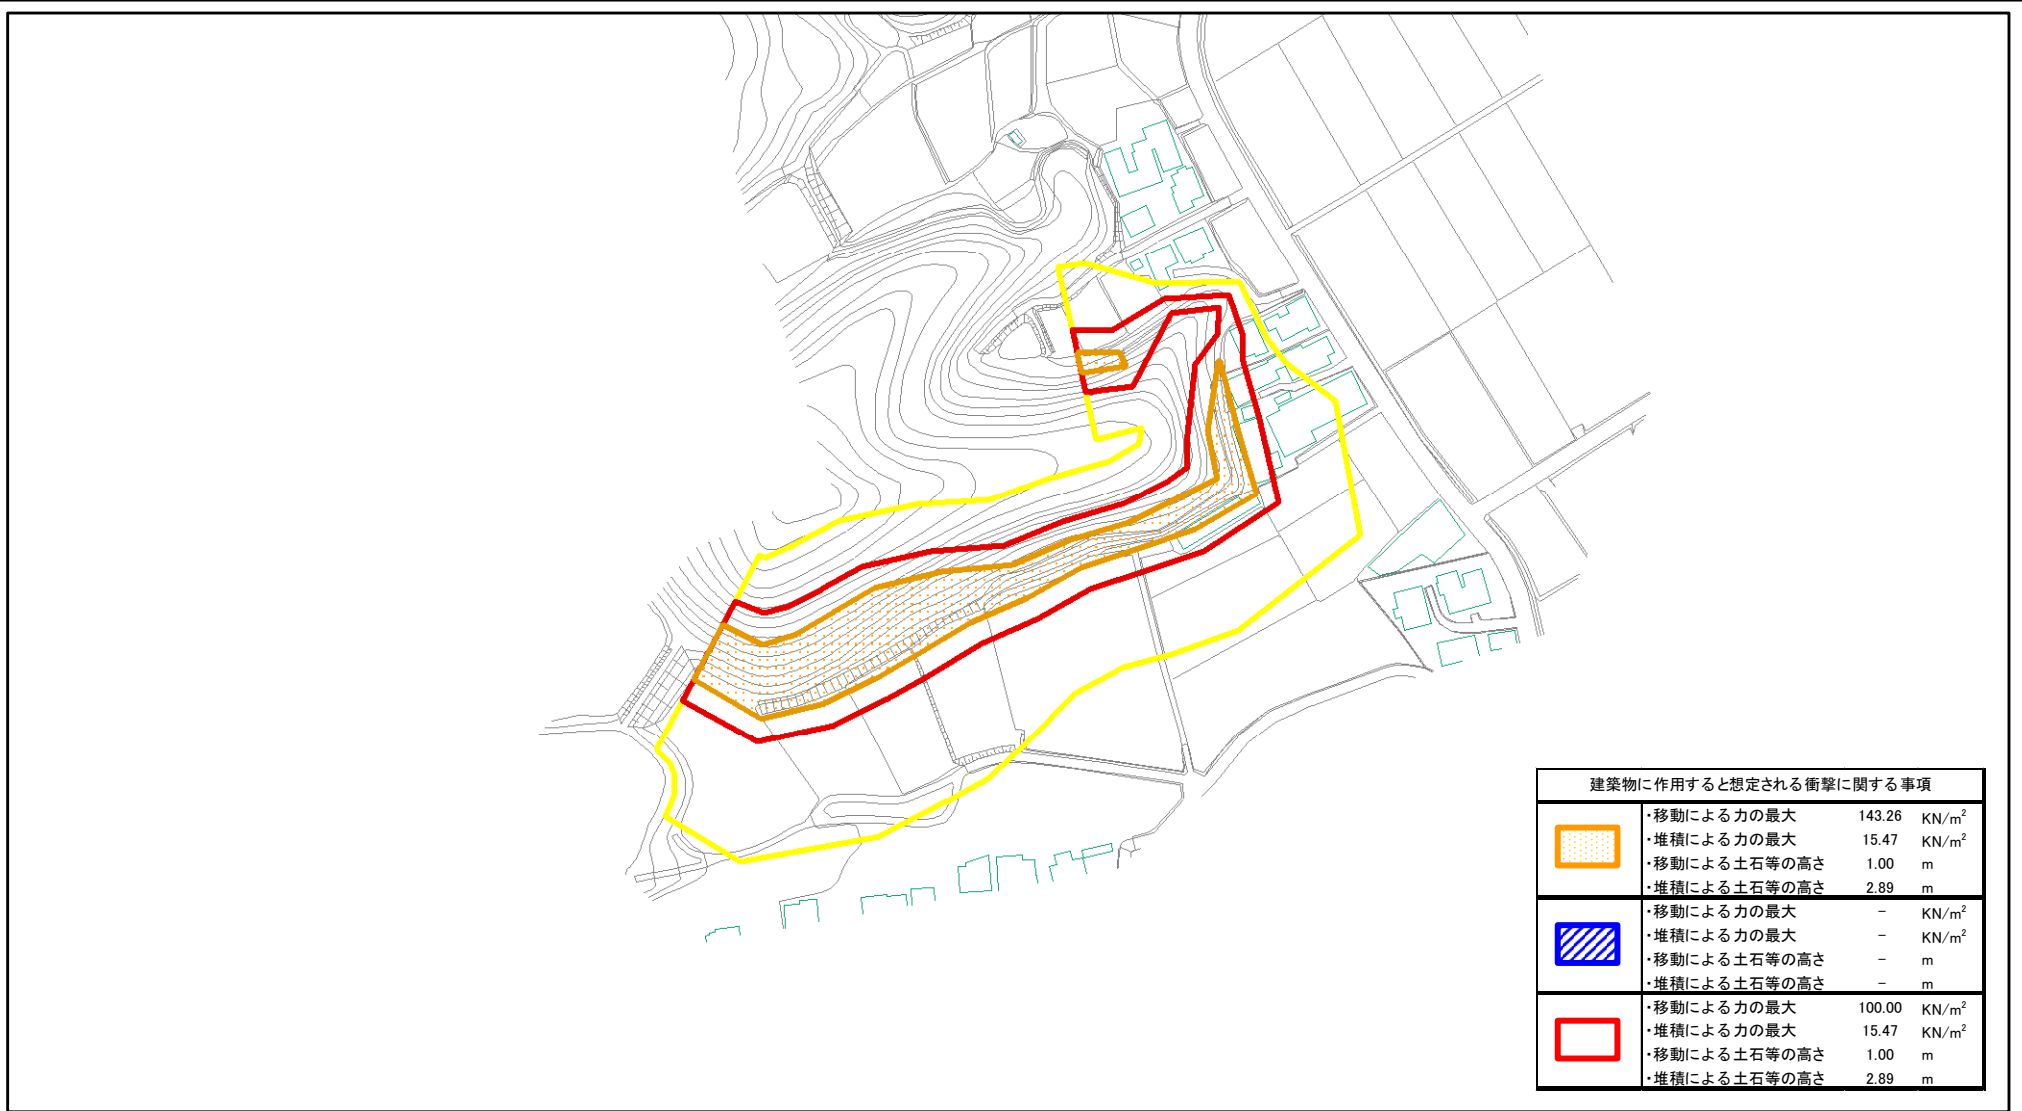 建築物に作用すると想定される衝撃に関する事項
・移動による力の最大 143.26 KN/m²
・堆積による力の最大 15.47 KN/m²
・移動による土石等の高さ 1.00 m
・堆積による土石等の高さ 2.89 m
・移動による力の最大 － KN/m²
・堆積による力の最大 － KN/m²
・移動による土石等の高さ － m
・堆積による土石等の高さ － m
・移動による力の最大 100.00 KN/m²
・堆積による力の最大 15.47 KN/m²
・移動による土石等の高さ 1.00 m
・堆積による土石等の高さ 2.89 m